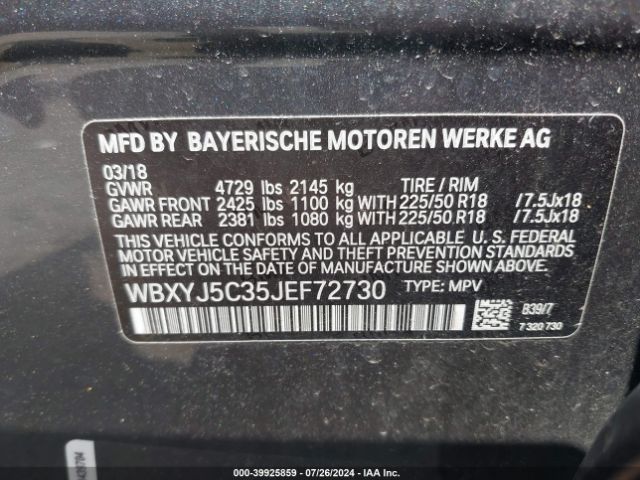 MFD BY BAYERISCHE MOTOREN WERKE AG
03/18
GVWR 4729 lbs 2145 kg TIRE / RIM
GAWR FRONT 2425 lbs 1100 kg WITH 225/50 R18 /7.5Jx18
GAWR REAR 2381 lbs 1080 kg WITH 225/50 R18 /7.5Jx18
THIS VEHICLE CONFORMS TO ALL APPLICABLE U. S. FEDERAL
MOTOR VEHICLE SAFETY, BUMPER, AND THEFT PREVENTION
STANDARDS IN EFFECT ON THE DATE OF MANUFACTURE SHOWN ABOVE.
WBXYJ5C35JEF72730 TYPE: MPV
B39/7
7 320 730
000-39925859 - 07/26/2024 - IAA, Inc.